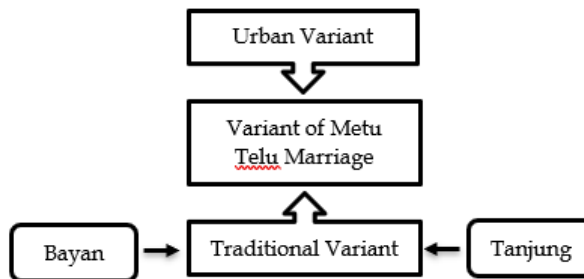 Urban Variant
Variant of Metu
Telu Marriage
Bayan
Traditional Variant
Tanjung